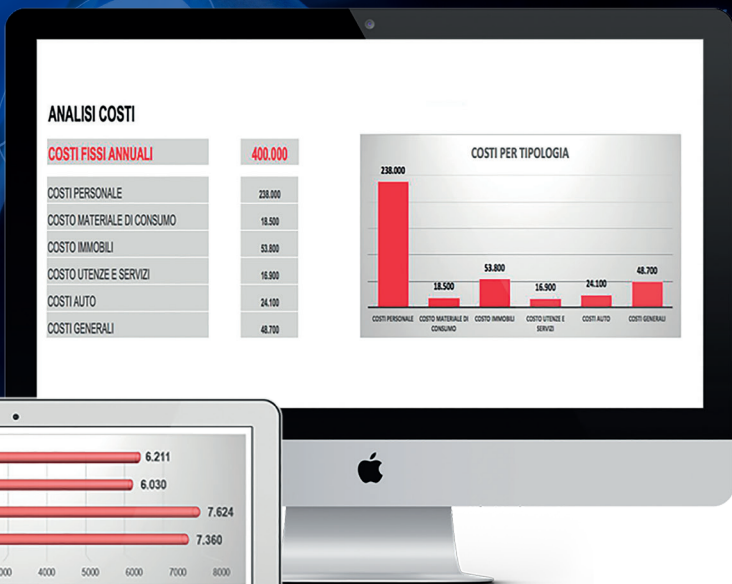 ANALISI COSTI
COSTI FISSI ANNUALI 400.000
COSTI PERSONALE 238.000
COSTO MATERIALE DI CONSUMO 18.500
COSTO IMMOBILI 53.800
COSTO UTENZE E SERVIZI 16.900
COSTI AUTO 24.100
COSTI GENERALI 48.700
COSTI PER TIPOLOGIA
238.000
18.500
53.800
16.900
24.100
48.700
COSTI PERSONALE
COSTO MATERIALE DI
CONSUMO
COSTO IMMOBILI
COSTO UTENZE E
SERVIZI
COSTI AUTO
COSTI GENERALI
6.211
6.030
7.624
7.360
4000 5000 6000 7000 8000